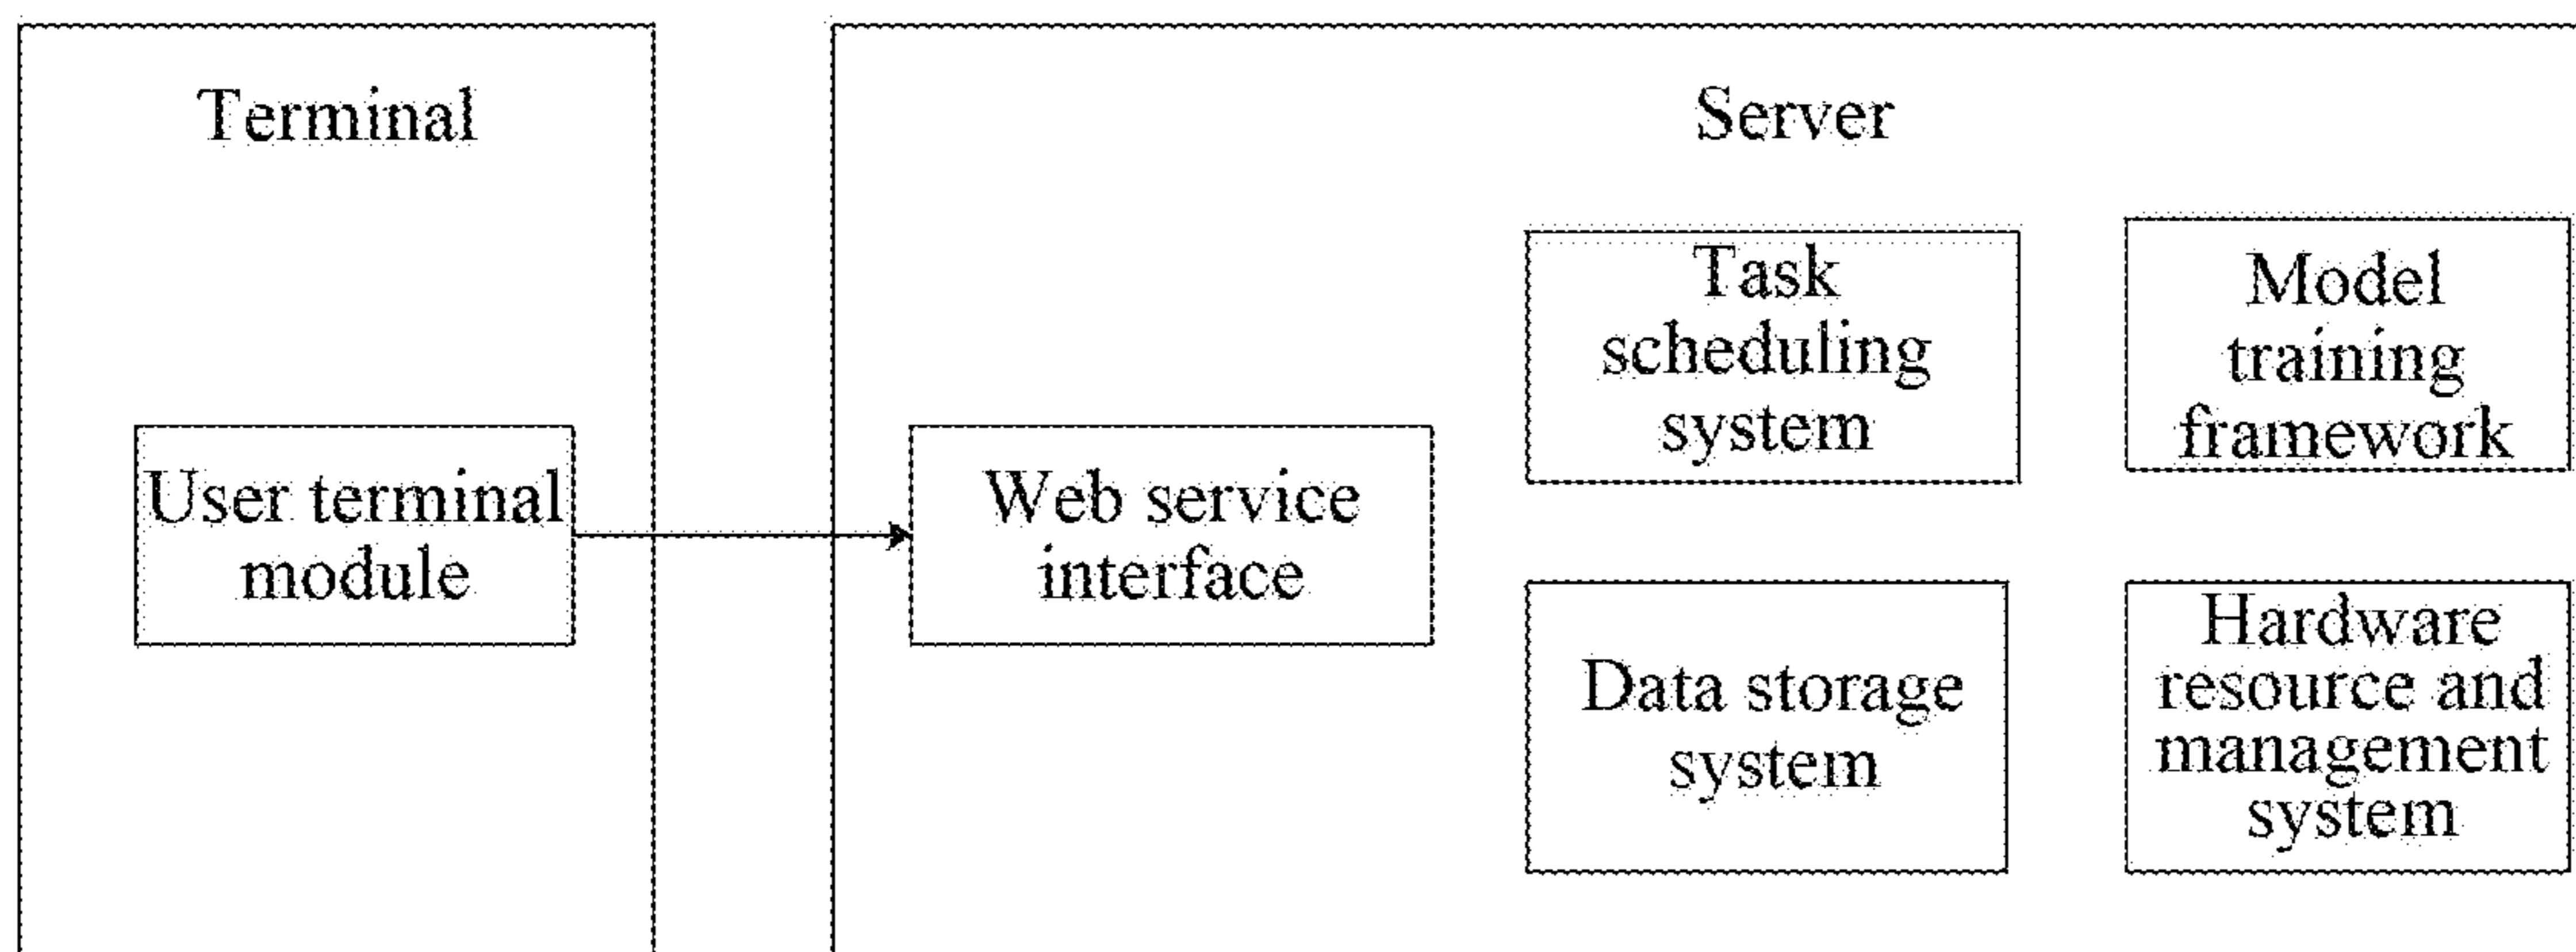 Terminal
User terminal
module
Server
Web service
interface
Task
scheduling
system
Model
training
framework
Data storage
system
Hardware
resource and
management
system